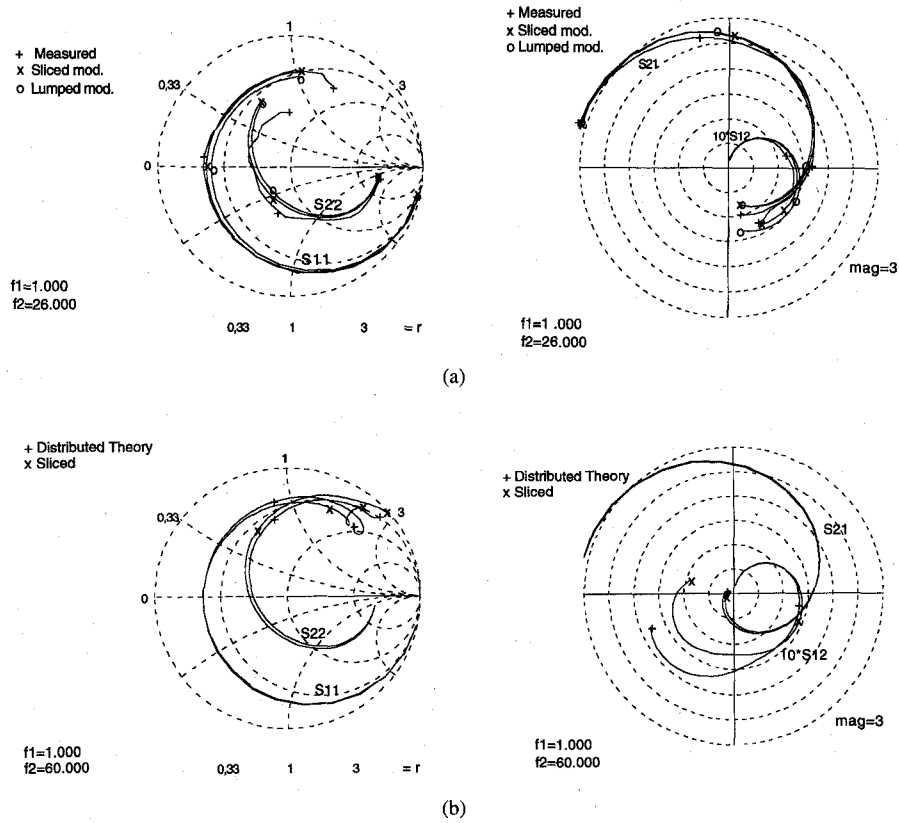 + Measured
x Sliced mod.
o Lumped mod.
1
0,33
3
0
S22
S11
f1=1.000
f2=26.000
0,33 1 3 = r
+ Measured
x Sliced mod.
o Lumped mod.
S21
10*S12
mag=3
f1=1 .000
f2=26.000
(a)
+ Distributed Theory
x Sliced
1
0,33
3
0
S22
S11
f1=1.000
f2=60.000
0,33 1 3 = r
+ Distributed Theory
x Sliced
S21
10*S12
mag=3
f1=1.000
f2=60.000
(b)